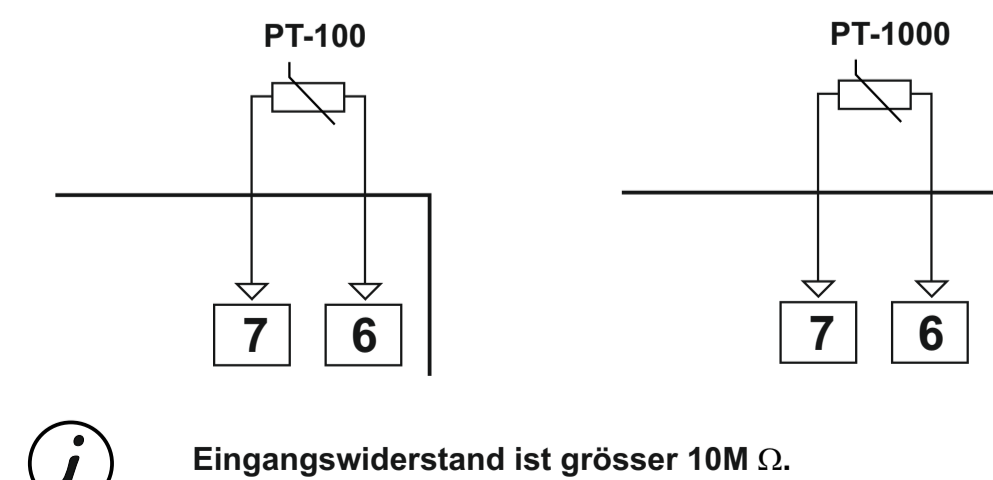 PT-100
PT-1000
7 6
7 6
i
Eingangswiderstand ist grösser 10M Ω.